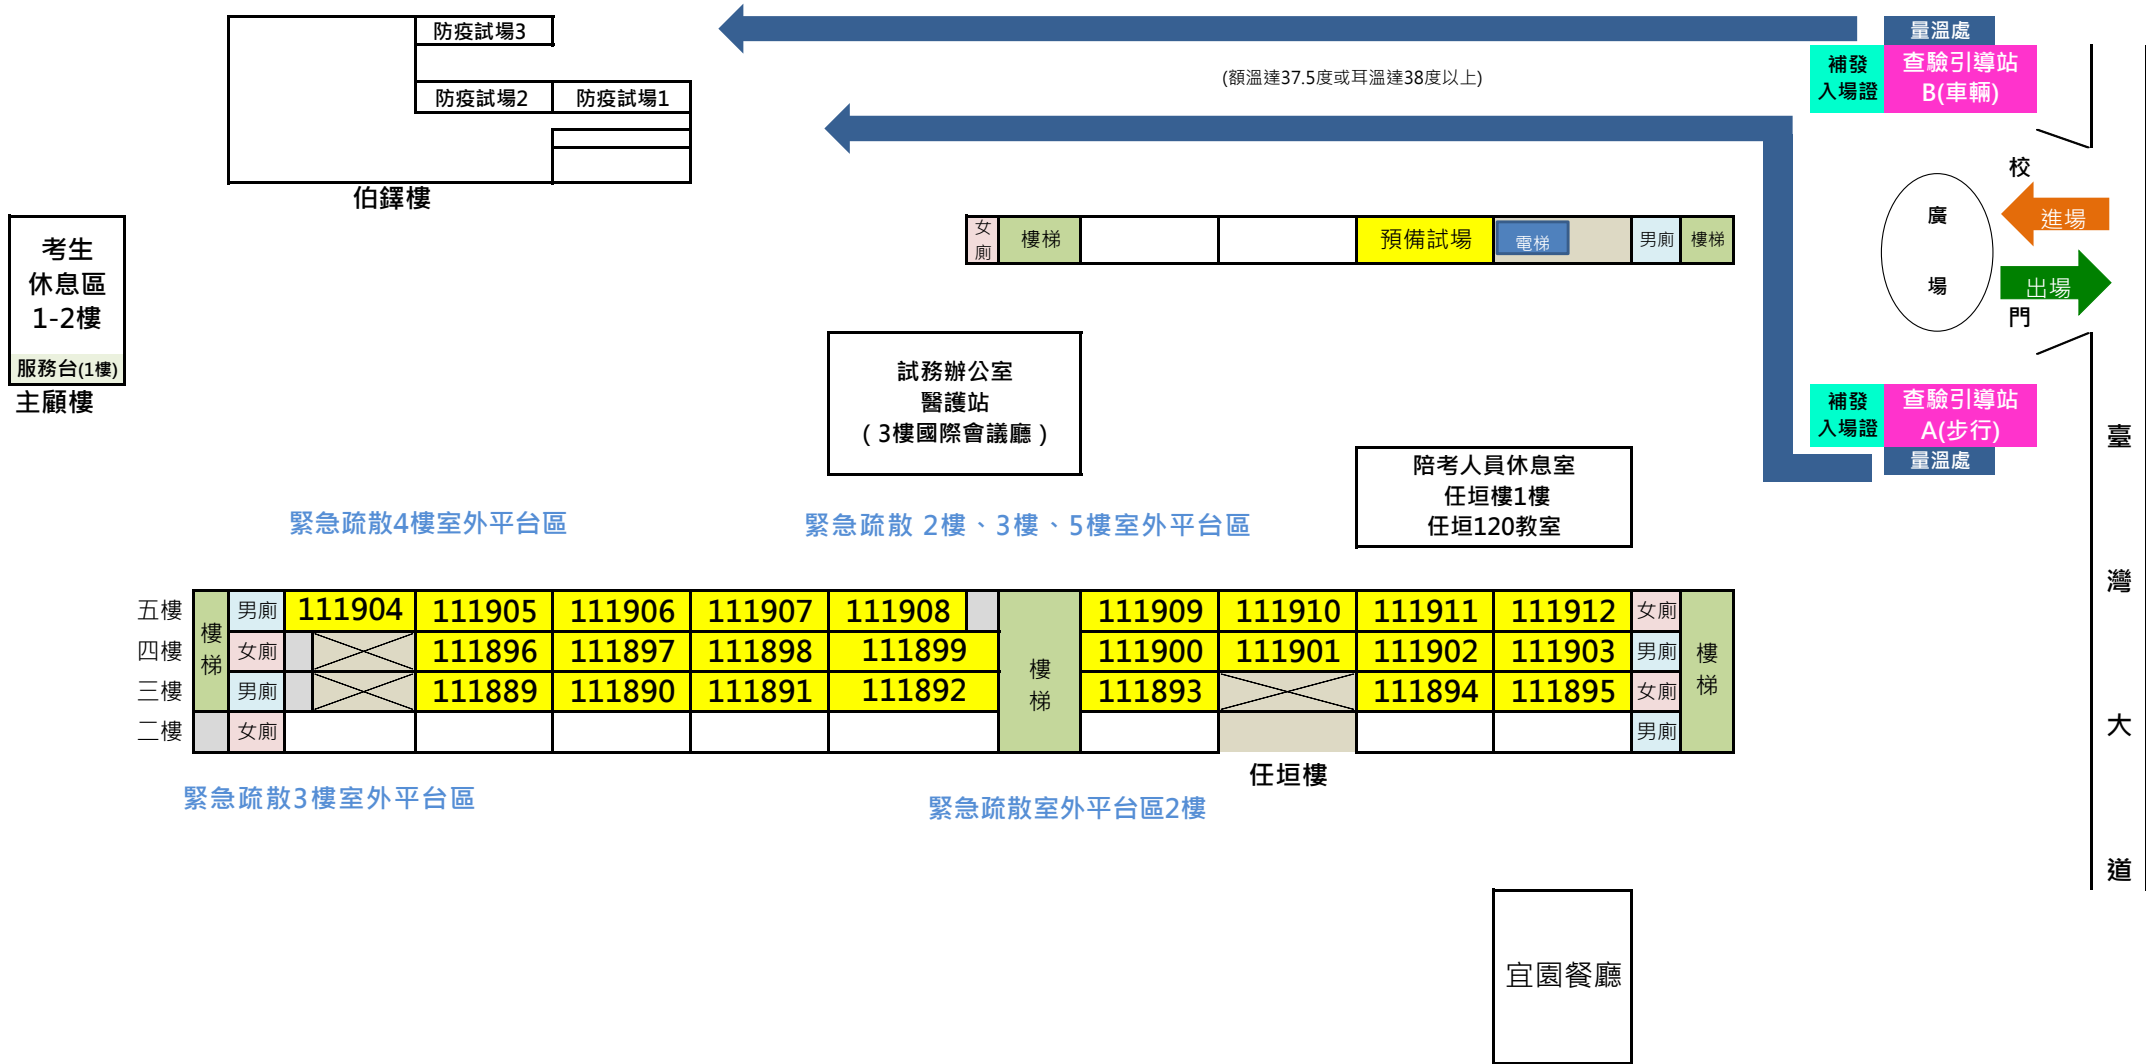 防疫試場3
量溫處
補發
入場證
查驗引導站
B(車輛)
(額溫達37.5度或耳溫達38度以上)
防疫試場2 防疫試場1
伯鐸樓
校
門
廣
場
進場
出場
考生
休息區
1-2樓
服務台(1樓)
主顧樓
女廁 樓梯 預備試場 電梯 男廁 樓梯
試務辦公室
醫護站
(3樓國際會議廳)
補發
入場證
查驗引導站
A(步行)
量溫處
陪考人員休息室
任垣樓1樓
任垣120教室
臺
灣
大
道
緊急疏散4樓室外平台區
緊急疏散 2樓、3樓、5樓室外平台區
五樓 男廁 111904 111905 111906 111907 111908 111909 111910 111911 111912 女廁
四樓 女廁 111896 111897 111898 111899 111900 111901 111902 111903 男廁
三樓 男廁 111889 111890 111891 111892 111893 111894 111895 女廁
二樓 女廁 男廁
樓梯
樓梯
樓梯
任垣樓
緊急疏散3樓室外平台區
緊急疏散室外平台區2樓
宜園餐廳